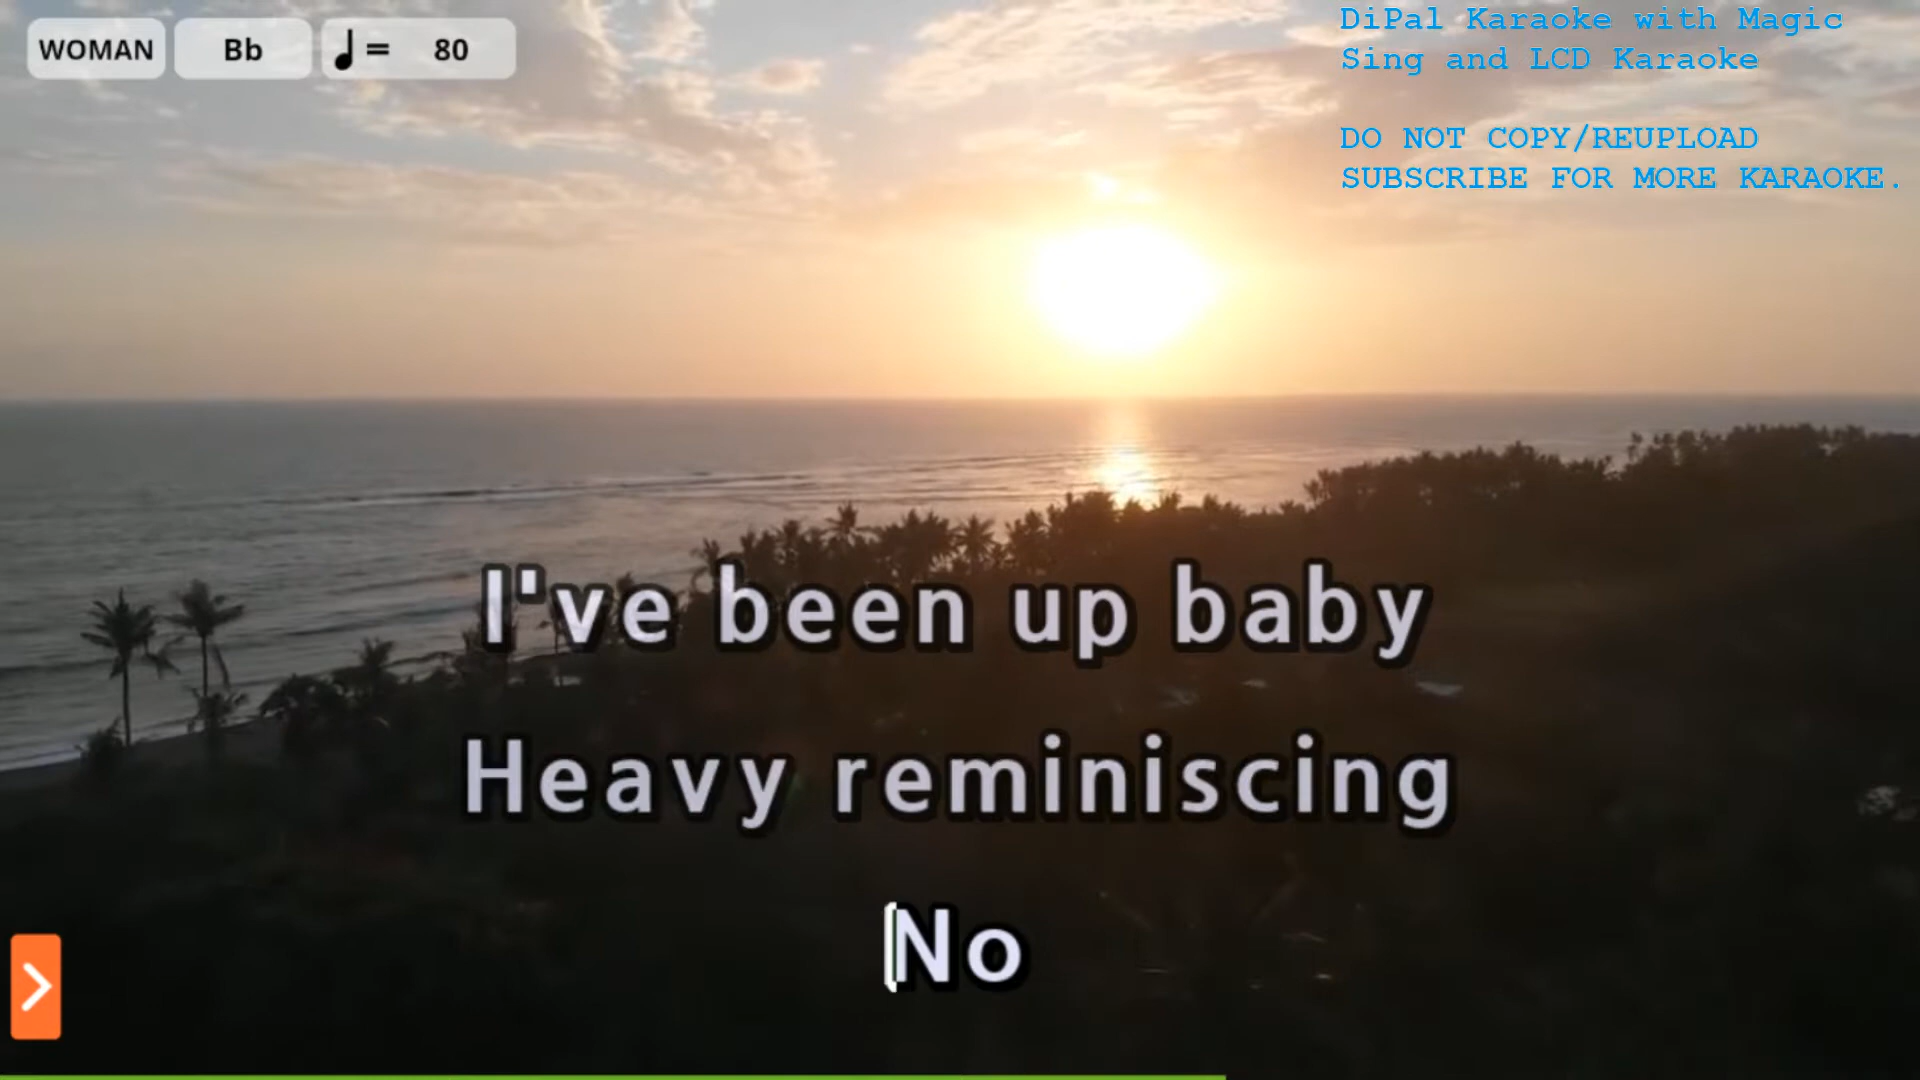 WOMAN Bb ♩ = 80
DiPal Karaoke with Magic
Sing and LCD Karaoke
DO NOT COPY/REUPLOAD
SUBSCRIBE FOR MORE KARAOKE.
I've been up baby
Heavy reminiscing
No